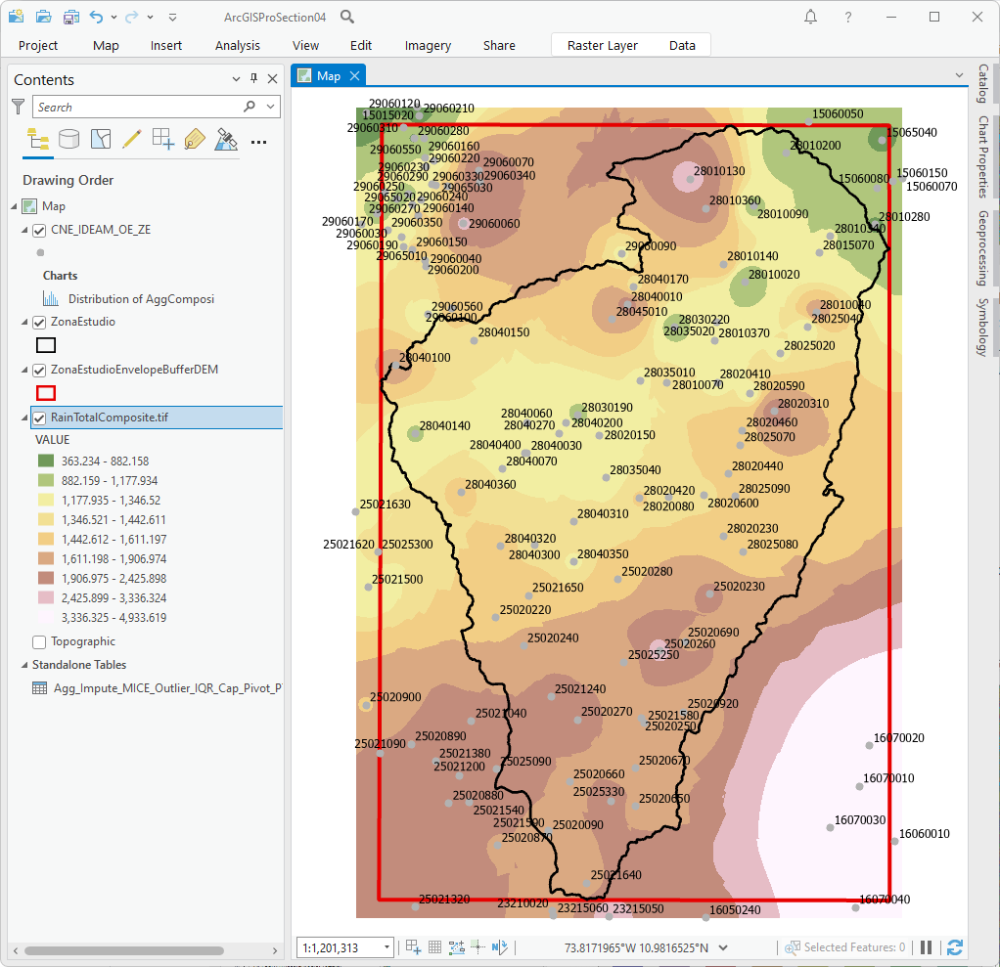 ArcGISProSection04
Project Map Insert Analysis View Edit Imagery Share Raster Layer Data
Contents
Search
Drawing Order
Map
CNE_IDEAM_OE_ZE
Charts
Distribution of AggComposi
ZonaEstudio
ZonaEstudioEnvelopeBufferDEM
RainTotalComposite.tif
VALUE
363.234 - 882.158
882.159 - 1,177.934
1,177.935 - 1,346.52
1,346.521 - 1,442.611
1,442.612 - 1,611.197
1,611.198 - 1,906.974
1,906.975 - 2,425.898
2,425.899 - 3,336.324
3,336.325 - 4,933.619
Topographic
Standalone Tables
Agg_Impute_MICE_Outlier_IQR_Cap_Pivot_P
Map
29060120 29060210
15015020 15060050
29060310 29060280 15065040
29060550 29060160 28010200
29060220 29060070
29060230 28010130 15060150
29060290 29060330 29060340 15060080
29060250 29065030 15060070
29065020 29060240 28010360
29060270 29060140 28010090 28010280
29060170 29060350 29060060 28010340
29060030
29060190 29060150 29060090 28015070
29065010 29060040 28010140
29060200 28010020
28040170
28040010
29060560 28045010 28010040
29060100 28030220 28025040
28040150 28035020 28010370
28025020
28040100
28035010 28020410
28010070 28020590
28030190 28020310
28040060
28040140 28040270 28040200 28020460
28020150 28025070
28040400 28040030
28040070 28020440
28035040
28040360 28020420 28025090
25021630 28020080 28020600
28040310
28020230
25021620 25025300 28040320 28025080
28040300 28040350
25020280
25021500 25021650 25020230
25020220
25020240 25020690
25020260
25025250
25020900 25021240
25020920
25021040 25020270 25021580
25020250
25020890
25021090 25021380 16070020
25021200 25025090 25020670
25020660 16070010
25020880 25025330 25020650
25021540
25021590 25020090 16070030
25020870 16060010
25021640
25021320 23210020 16070040
23215060 23215050 16050240
Catalog
Chart Properties
Geoprocessing
Symbology
1:1,201,313 73.8171965°W 10.9816525°N Selected Features: 0